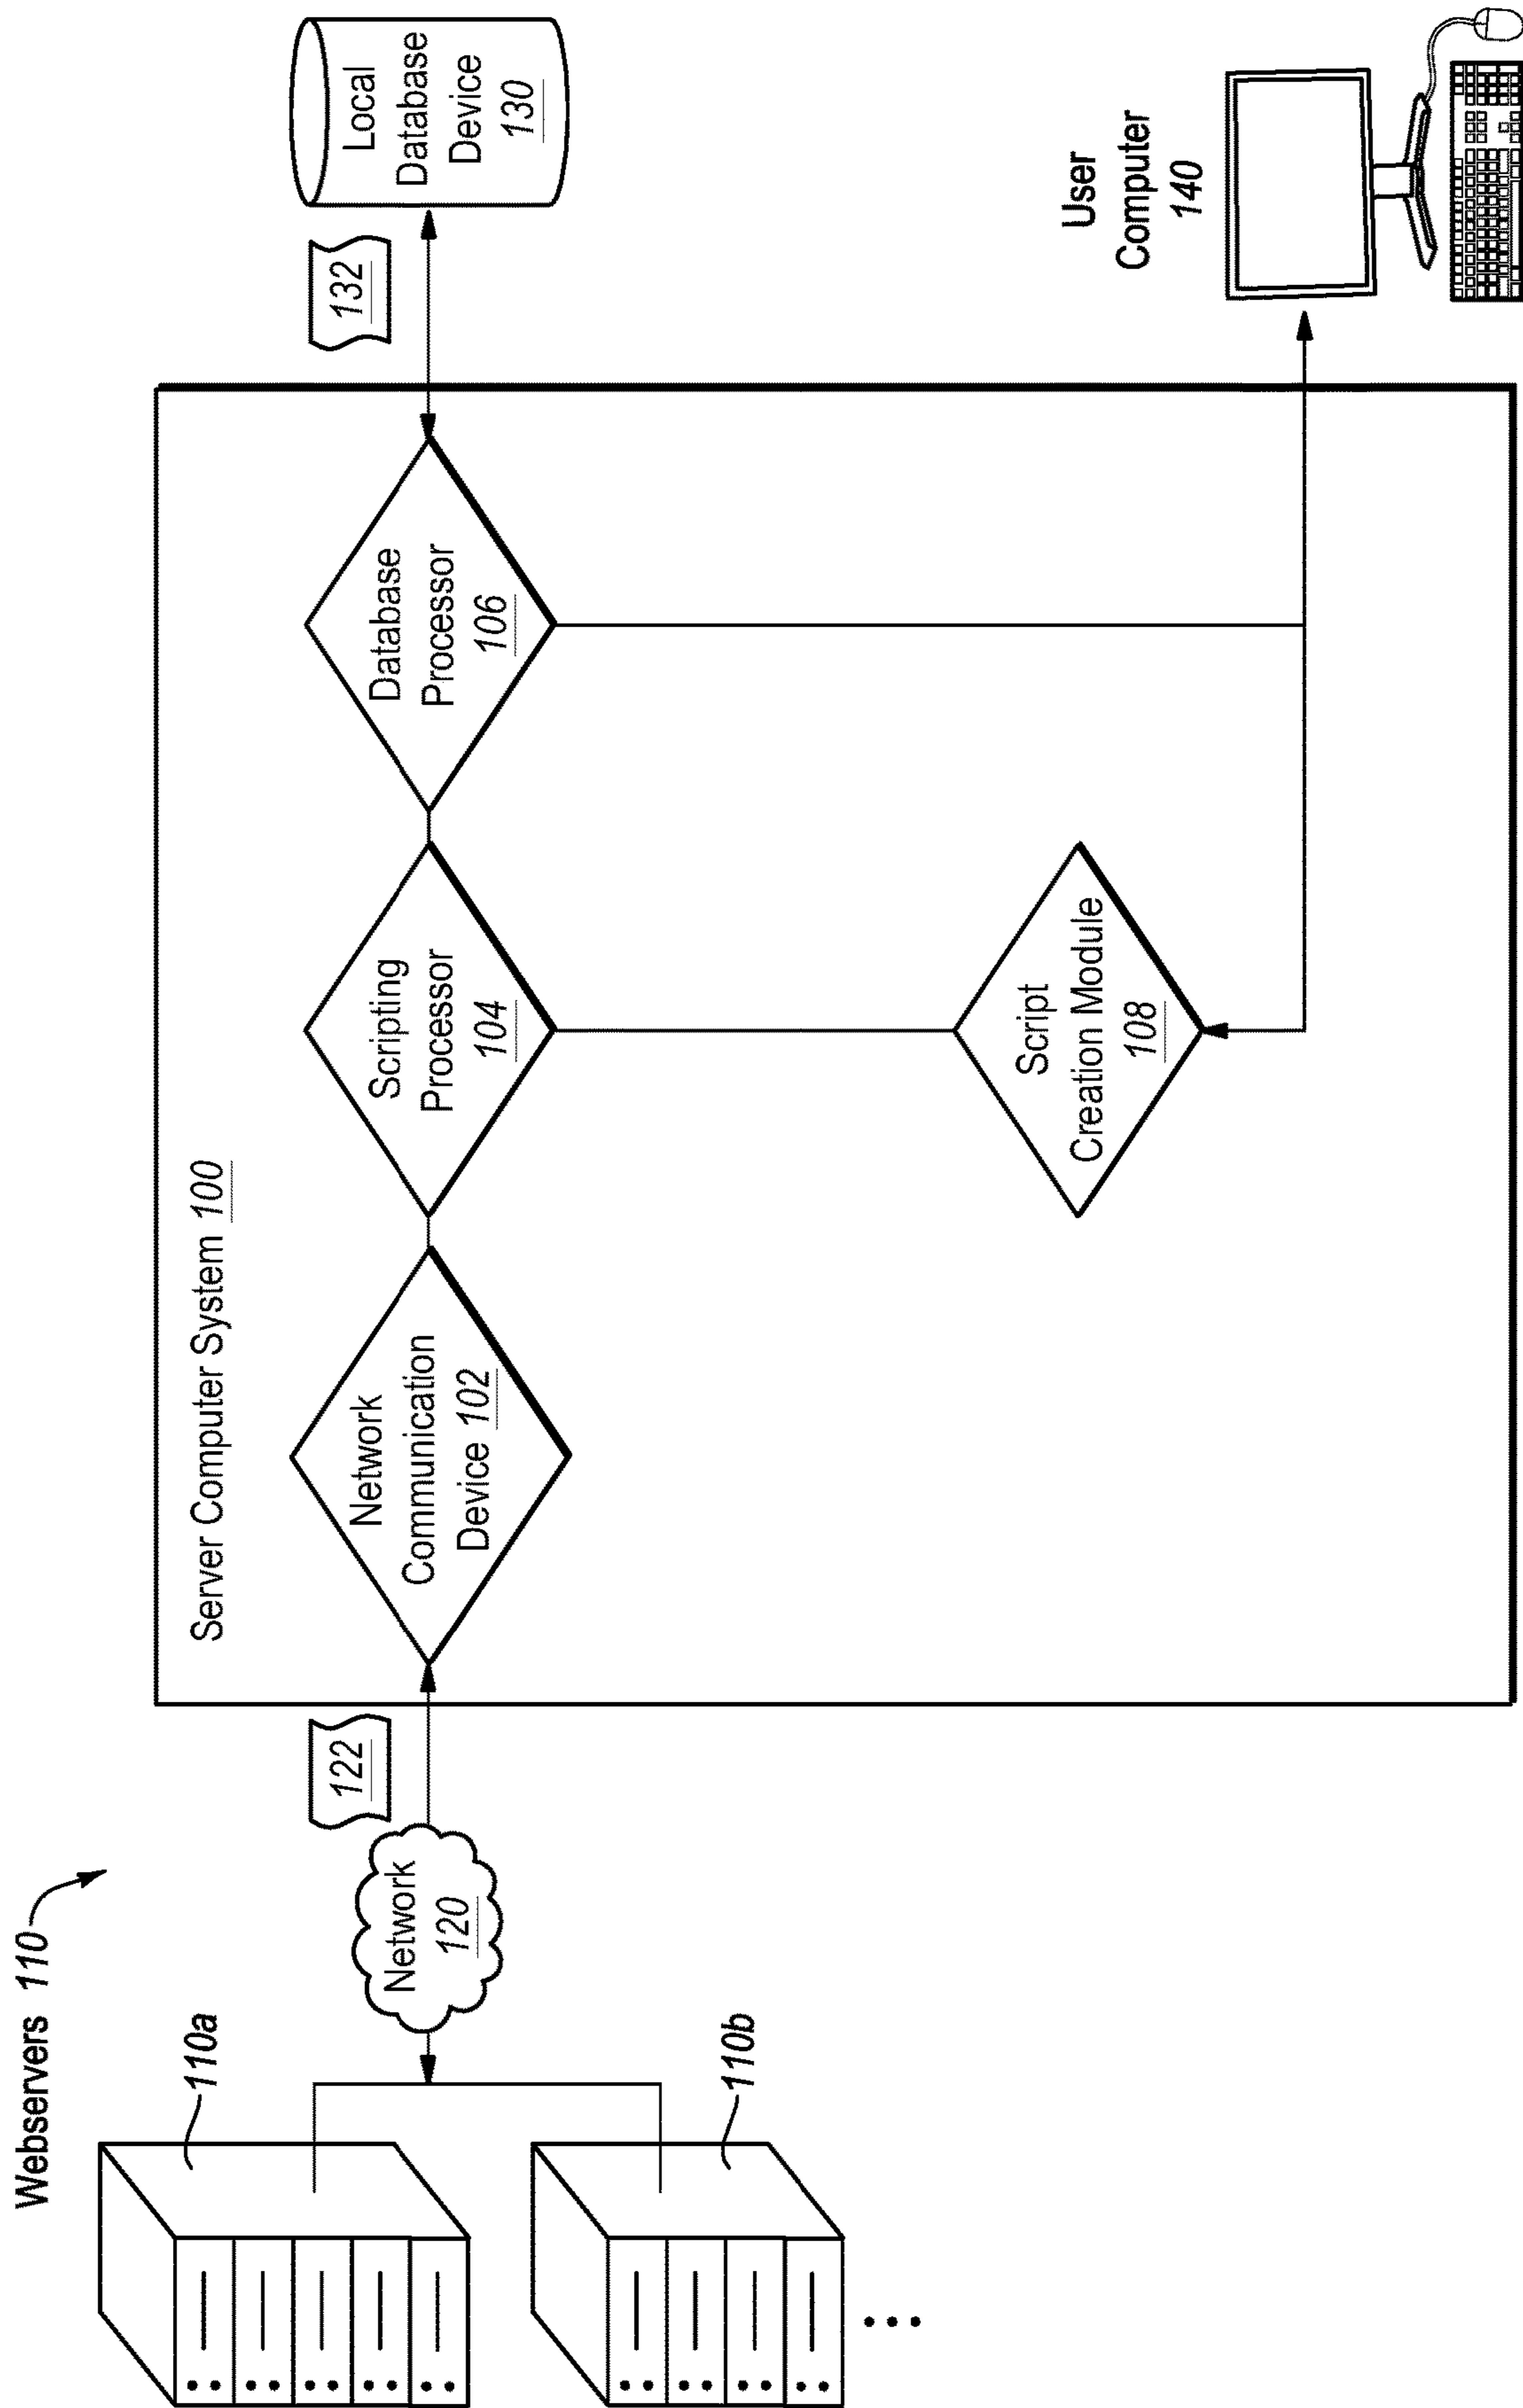 Webservers 110
110a
110b
Network
120
122
Server Computer System 100
Network
Communication
Device 102
Scripting
Processor
104
Database
Processor
106
Script
Creation Module
108
132
Local
Database
Device
130
User
Computer
140